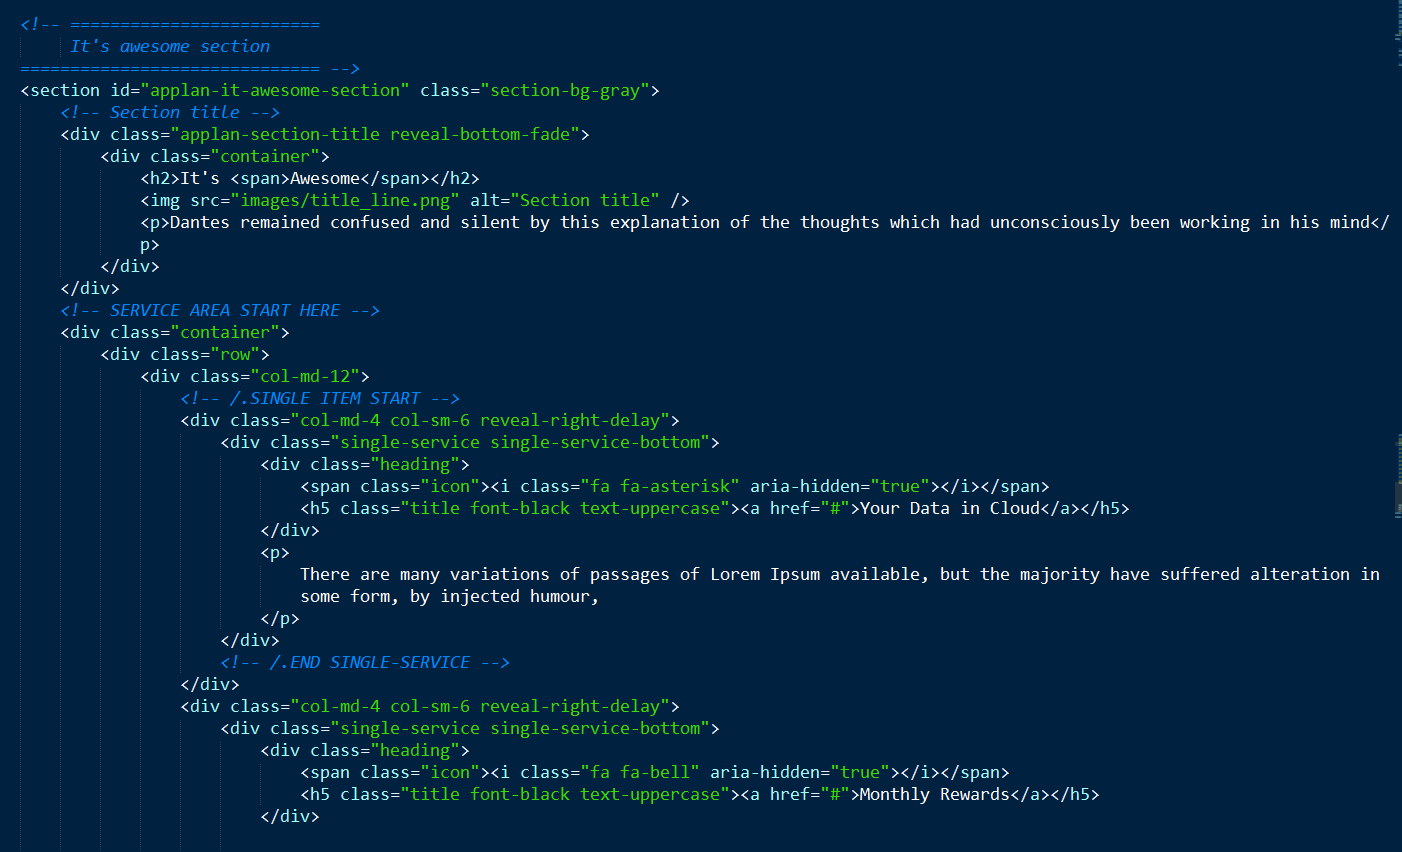 <!-- =========================
It's awesome section
============================== -->
<section id="applan-it-awesome-section" class="section-bg-gray">
<!-- Section title -->
<div class="applan-section-title reveal-bottom-fade">
<div class="container">
<h2>It's <span>Awesome</span></h2>
<img src="images/title_line.png" alt="Section title" />
<p>Dantes remained confused and silent by this explanation of the thoughts which had unconsciously been working in his mind</
p>
</div>
</div>
<!-- SERVICE AREA START HERE -->
<div class="container">
<div class="row">
<div class="col-md-12">
<!-- /.SINGLE ITEM START -->
<div class="col-md-4 col-sm-6 reveal-right-delay">
<div class="single-service single-service-bottom">
<div class="heading">
<span class="icon"><i class="fa fa-asterisk" aria-hidden="true"></i></span>
<h5 class="title font-black text-uppercase"><a href="#">Your Data in Cloud</a></h5>
</div>
<p>
There are many variations of passages of Lorem Ipsum available, but the majority have suffered alteration in
some form, by injected humour,
</p>
</div>
<!-- /.END SINGLE-SERVICE -->
</div>
<div class="col-md-4 col-sm-6 reveal-right-delay">
<div class="single-service single-service-bottom">
<div class="heading">
<span class="icon"><i class="fa fa-bell" aria-hidden="true"></i></span>
<h5 class="title font-black text-uppercase"><a href="#">Monthly Rewards</a></h5>
</div>